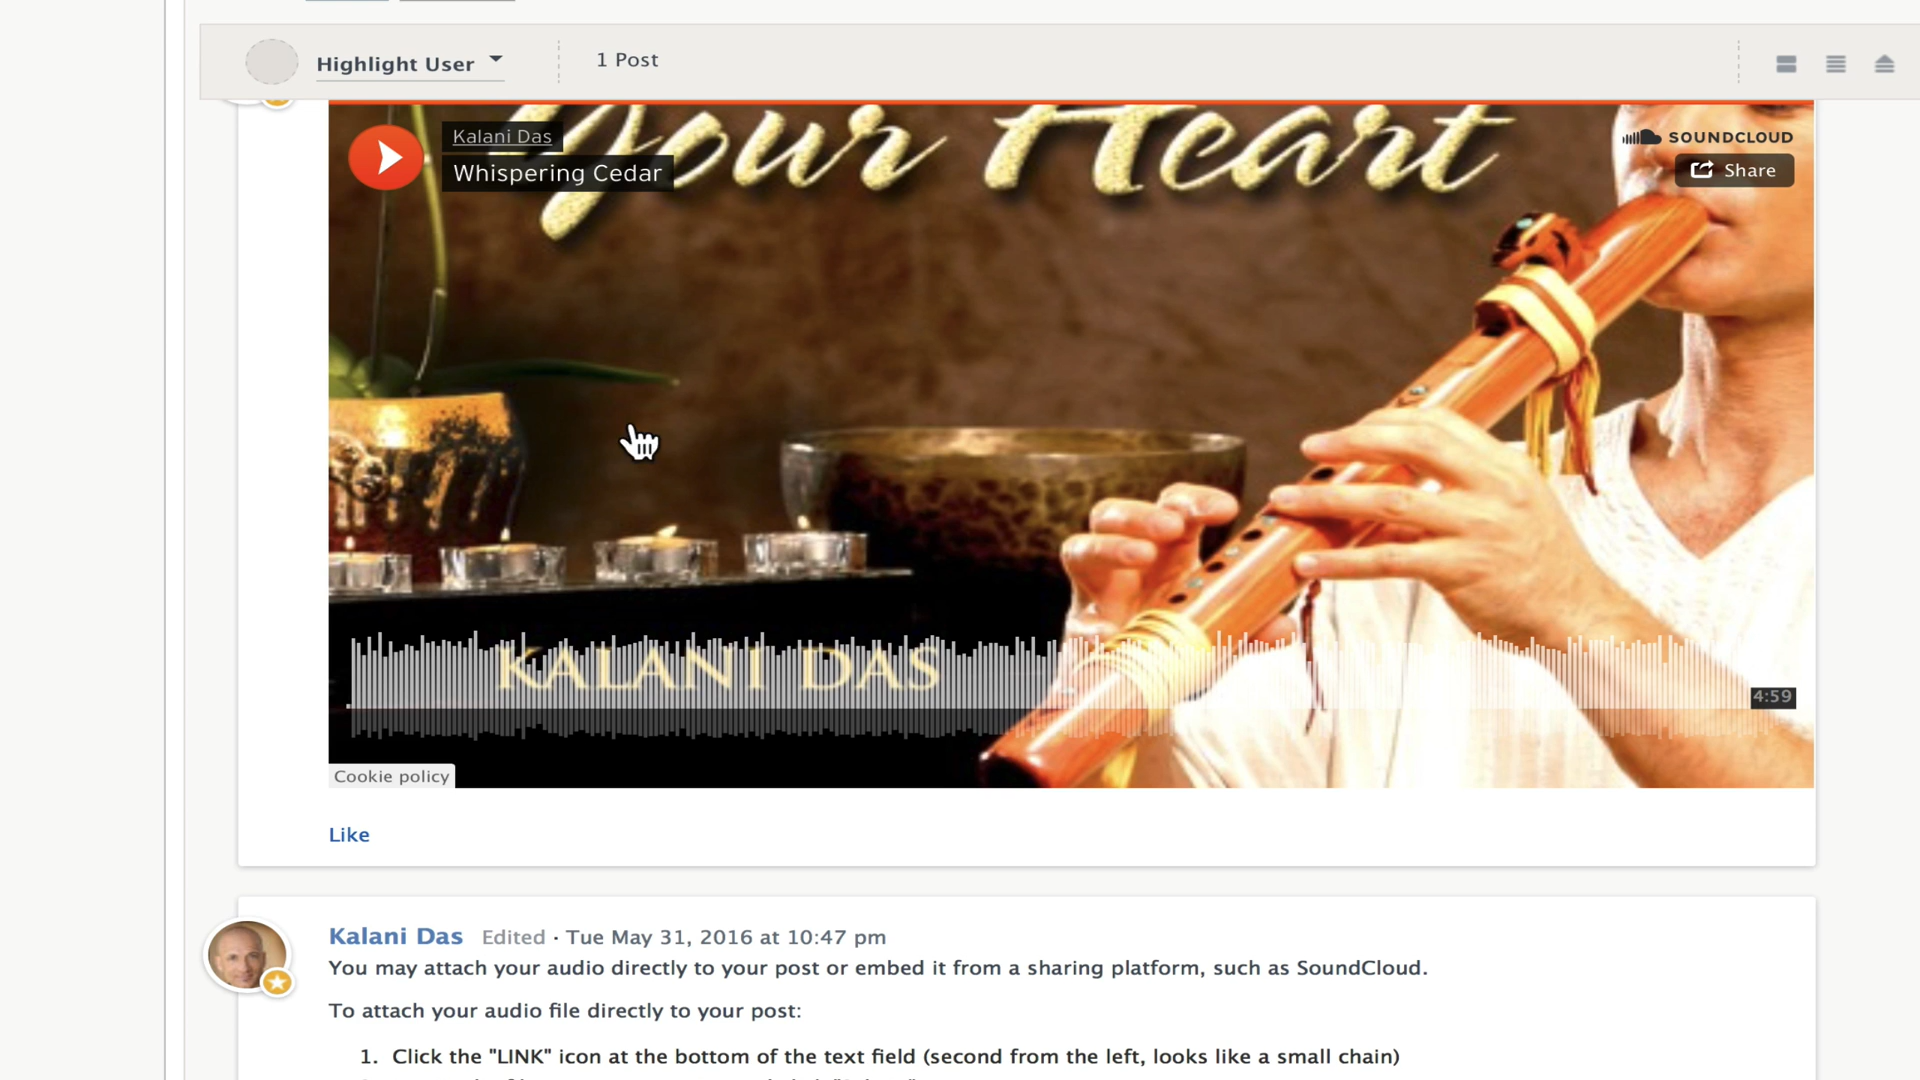 Highlight User
1 Post
Your Heart
Kalani Das
Whispering Cedar
SOUNDCLOUD
Share
KALANI DAS
4:59
Cookie policy
Like
Kalani Das Edited · Tue May 31, 2016 at 10:47 pm
You may attach your audio directly to your post or embed it from a sharing platform, such as SoundCloud.
To attach your audio file directly to your post:
1. Click the "LINK" icon at the bottom of the text field (second from the left, looks like a small chain)